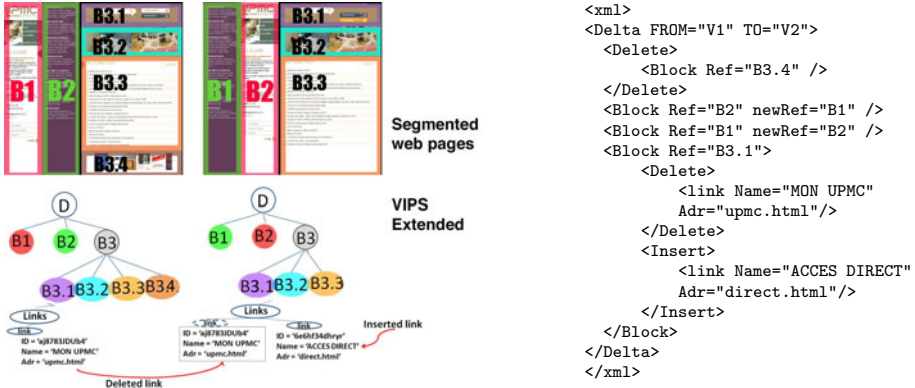 B1
B2
B3.1
B3.2
B3.3
B3.4
B1
B2
B3.1
B3.2
B3.3
Segmented
web pages
VIPS
Extended
D
B1
B2
B3
B3.1
B3.2
B3.3
B3.4
Links
link
ID = 'aj8783JDUb4'
Name = 'MON UPMC'
Adr = 'upmc.html'
Deleted link
D
B1
B2
B3
B3.1
B3.2
B3.3
Links
link
ID = 'aj8783JDUb4'
Name = 'MON UPMC'
Adr = 'upmc.html'
link
ID = '6e6hf34dhryr'
Name = 'ACCES DIRECT'
Adr = 'direct.html'
Inserted link
<xml>
<Delta FROM="V1" TO="V2">
<Delete>
<Block Ref="B3.4" />
</Delete>
<Block Ref="B2" newRef="B1" />
<Block Ref="B1" newRef="B2" />
<Block Ref="B3.1">
<Delete>
<link Name="MON UPMC"
Adr="upmc.html"/>
</Delete>
<Insert>
<link Name="ACCES DIRECT"
Adr="direct.html"/>
</Insert>
</Block>
</Delta>
</xml>